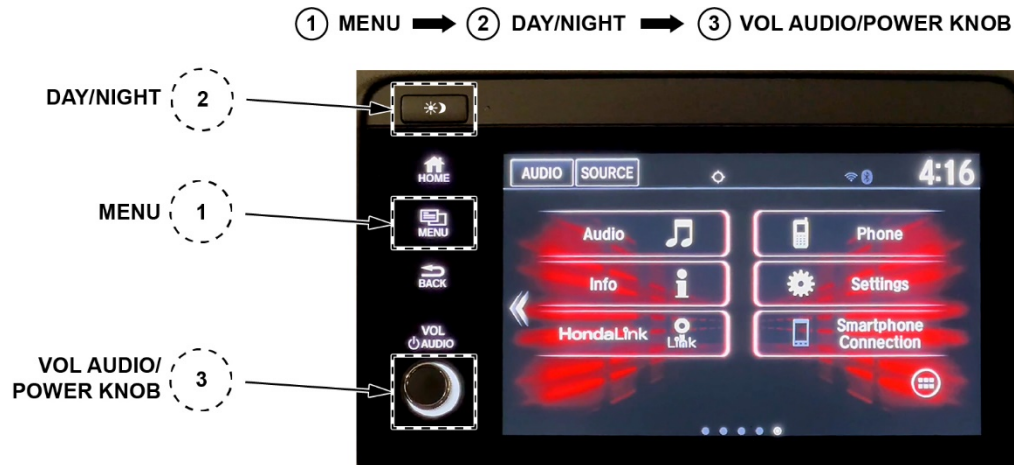 1 MENU ➡ 2 DAY/NIGHT ➡ 3 VOL AUDIO/POWER KNOB
DAY/NIGHT 2
HOME
AUDIO SOURCE 4:16
MENU 1
MENU
Audio Phone
BACK
Info Settings
HondaLink Link Smartphone
Connection
VOL
AUDIO
VOL AUDIO/
POWER KNOB 3